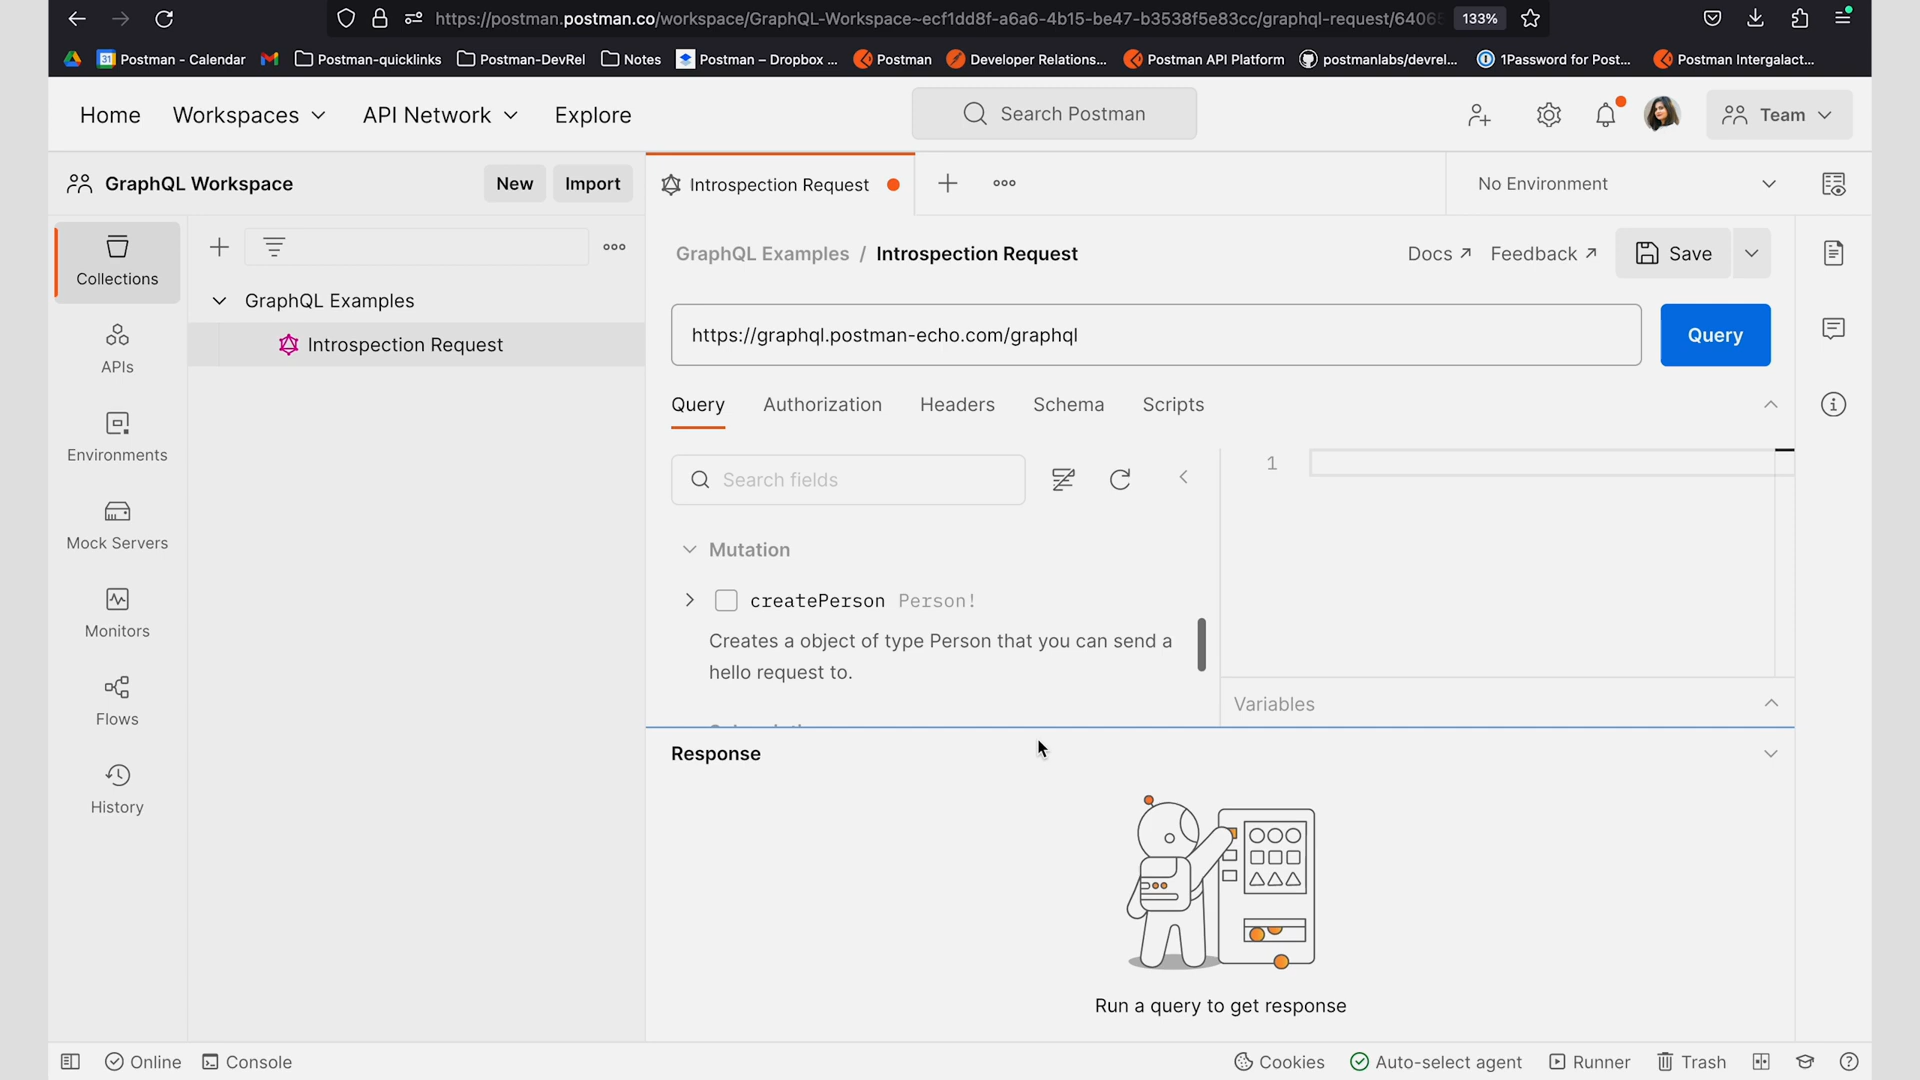 https://postman.postman.co/workspace/GraphQL-Workspace~ecf1dd8f-a6a6-4b15-be47-b3538f5e83cc/graphql-request/6406
133%
31 Postman - Calendar
Postman-quicklinks
Postman-DevRel
Notes
Postman – Dropbox ...
Postman
Developer Relations...
Postman API Platform
postmanlabs/devrel...
1Password for Post...
Postman Intergalact...
Home
Workspaces
API Network
Explore
Search Postman
Team
GraphQL Workspace
New
Import
Introspection Request
No Environment
Collections
APIs
Environments
Mock Servers
Monitors
Flows
History
GraphQL Examples
Introspection Request
GraphQL Examples / Introspection Request
Docs ↗
Feedback ↗
Save
https://graphql.postman-echo.com/graphql
Query
Query
Authorization
Headers
Schema
Scripts
Search fields
1
Mutation
createPerson Person!
Creates a object of type Person that you can send a
hello request to.
Variables
Response
Run a query to get response
Online
Console
Cookies
Auto-select agent
Runner
Trash